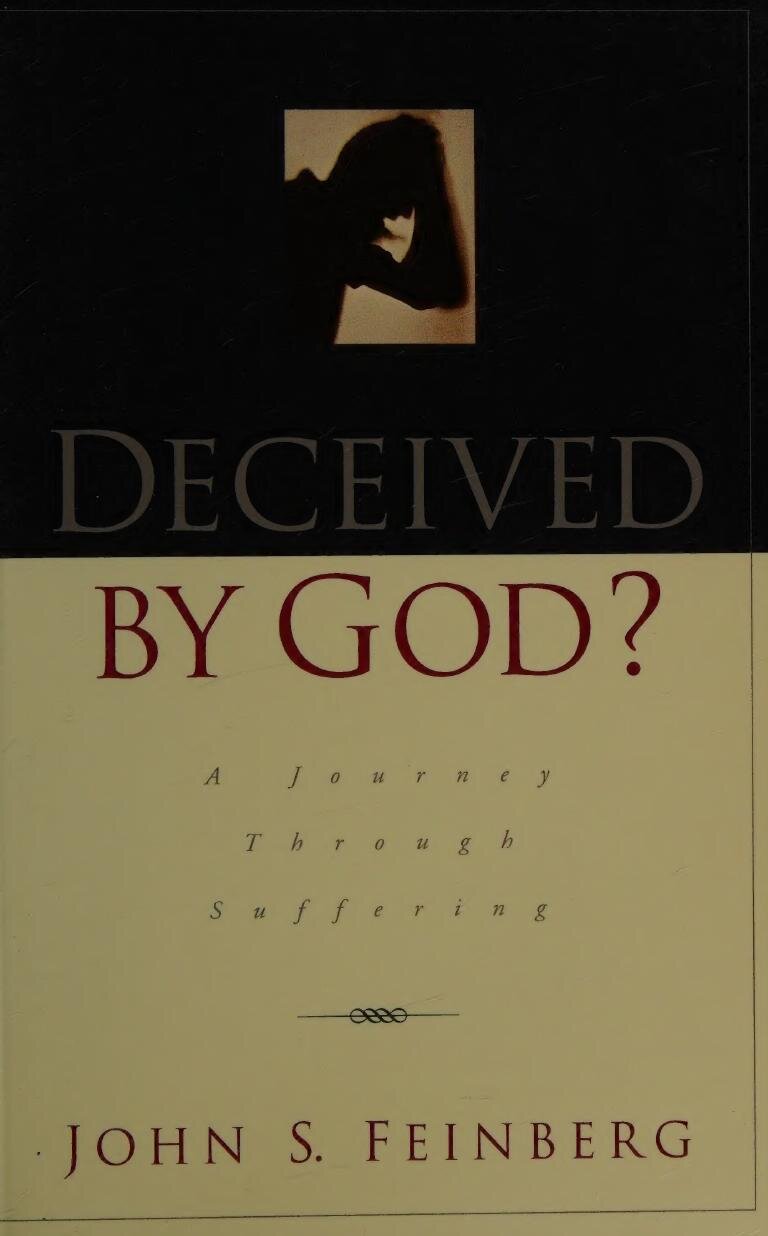 DECEIVED
BY GOD?
A Journey
Through
Suffering
JOHN S. FEINBERG